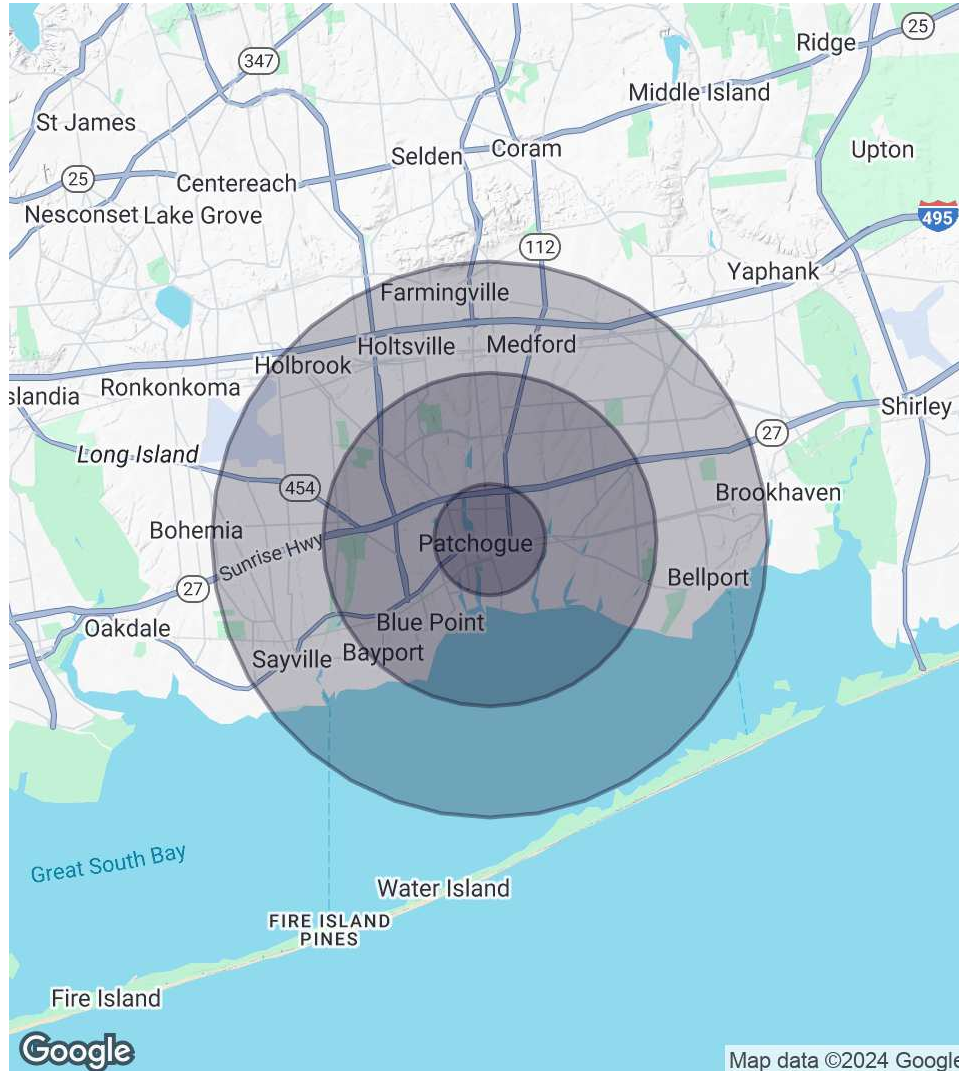 25
Ridge
347
Middle Island
St James
Coram
Selden
Upton
25
Centereach
Nesconset
Lake Grove
495
112
Yaphank
Farmingville
Holtsville
Medford
Holbrook
Ronkonkoma
slandia
Shirley
27
Long Island
454
Brookhaven
Bohemia
Sunrise Hwy
Patchogue
Bellport
27
Blue Point
Oakdale
Bayport
Sayville
Great South Bay
Water Island
FIRE ISLAND
PINES
Fire Island
Google
Map data ©2024 Google